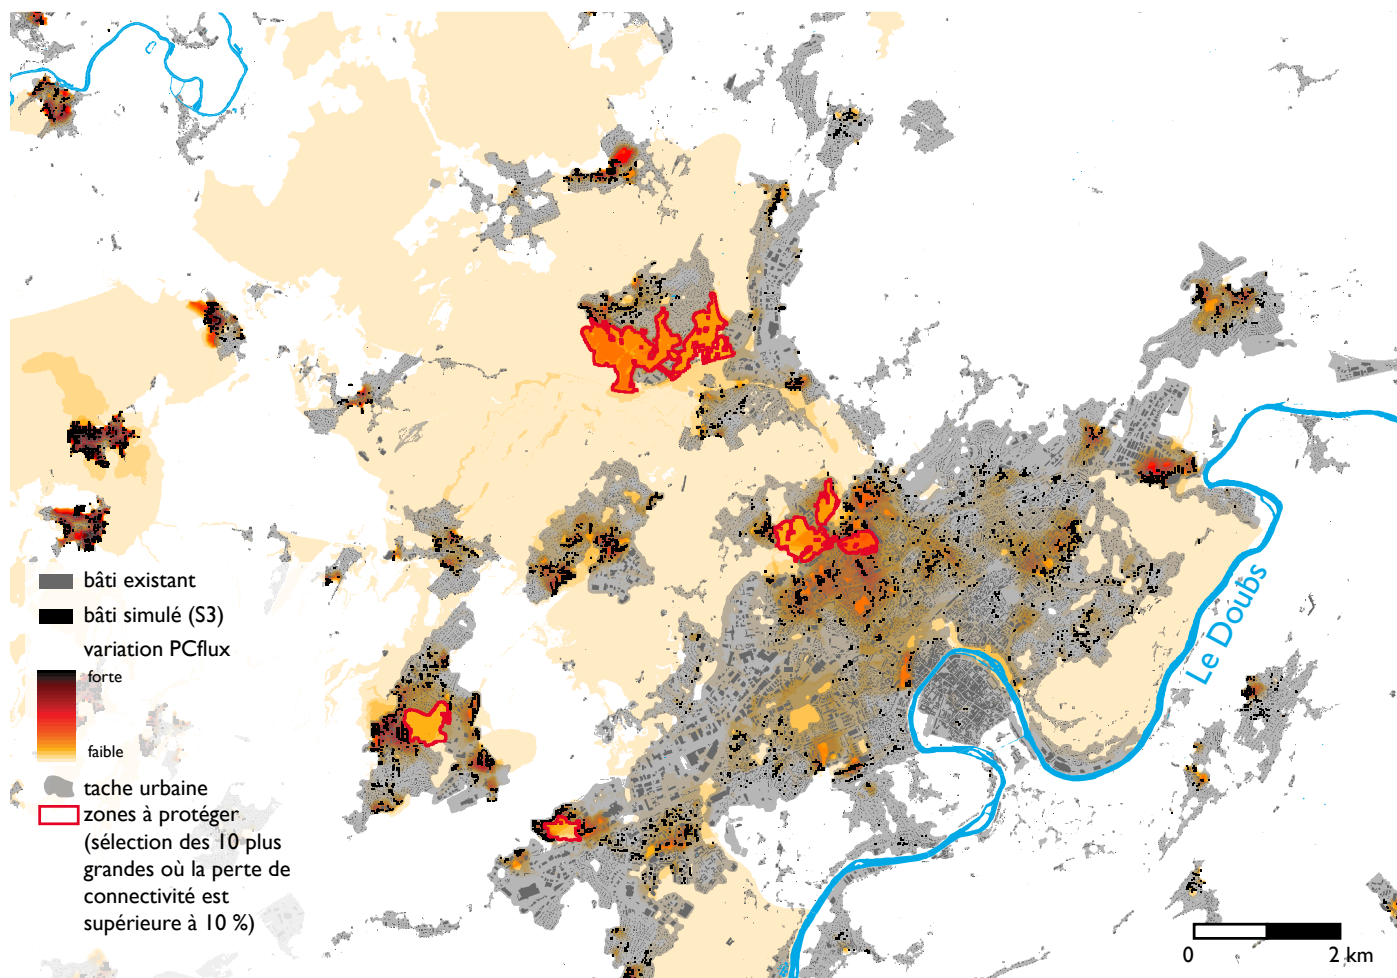 Le Doubs
bâti existant
bâti simulé (S3)
variation PCflux
forte
faible
tache urbaine
zones à protéger
(sélection des 10 plus
grandes où la perte de
connectivité est
supérieure à 10 %)
0
2 km